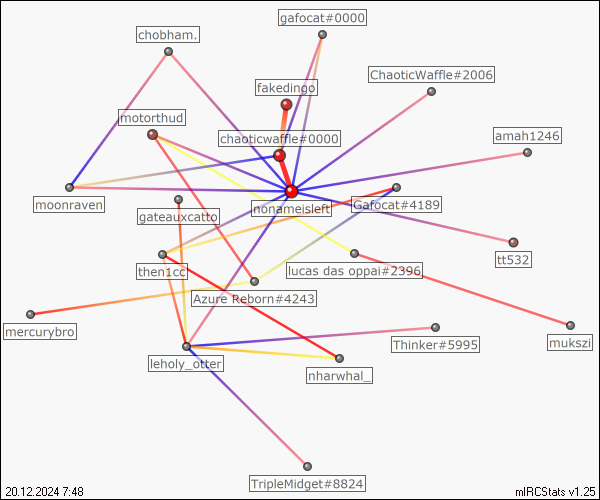 gafocat#0000
chobham.
ChaoticWaffle#2006
fakedingo
motorthud
chaoticwaffle#0000
amah1246
moonraven
nonameisleft
Gafocat#4189
gateauxcatto
tt532
then1cc
lucas das oppai#2396
Azure Reborn#4243
mercurybro
Thinker#5995
mukszi
leholy_otter
nharwhal_
TripleMidget#8824
20.12.2024 7:48
mIRCStats v1.25